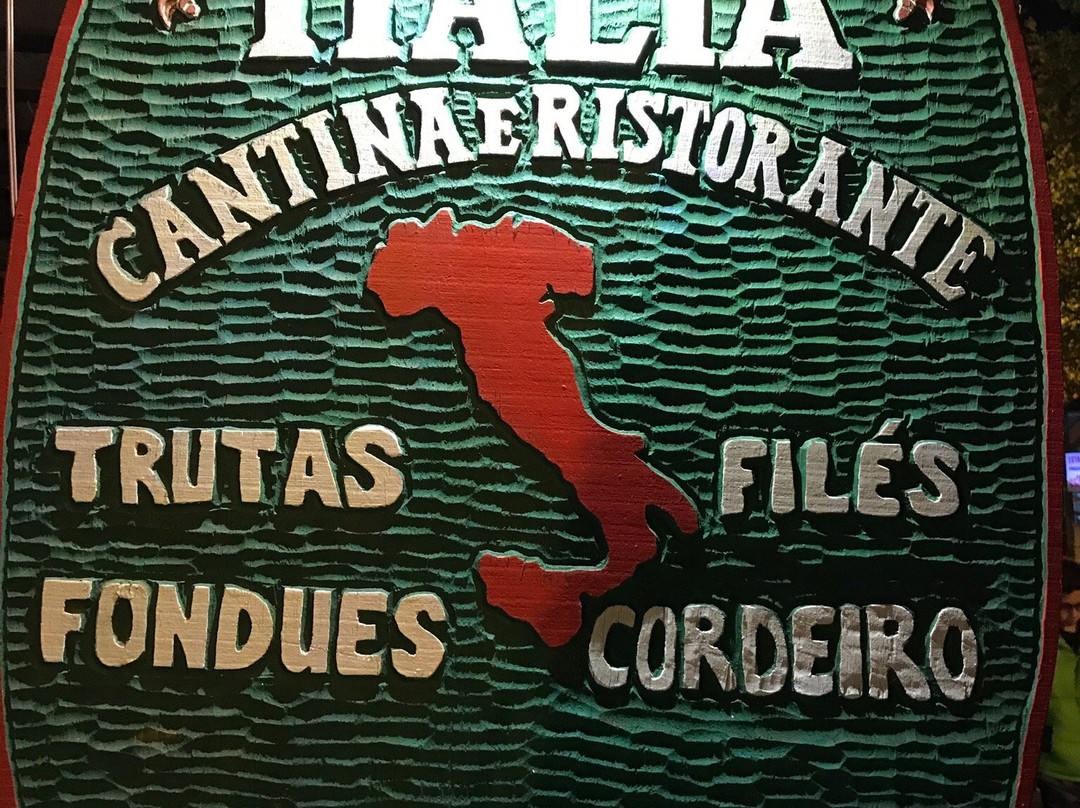 ITALIA
CANTINA E RISTORANTE
TRUTAS
FILÉS
FONDUES
CORDEIRO